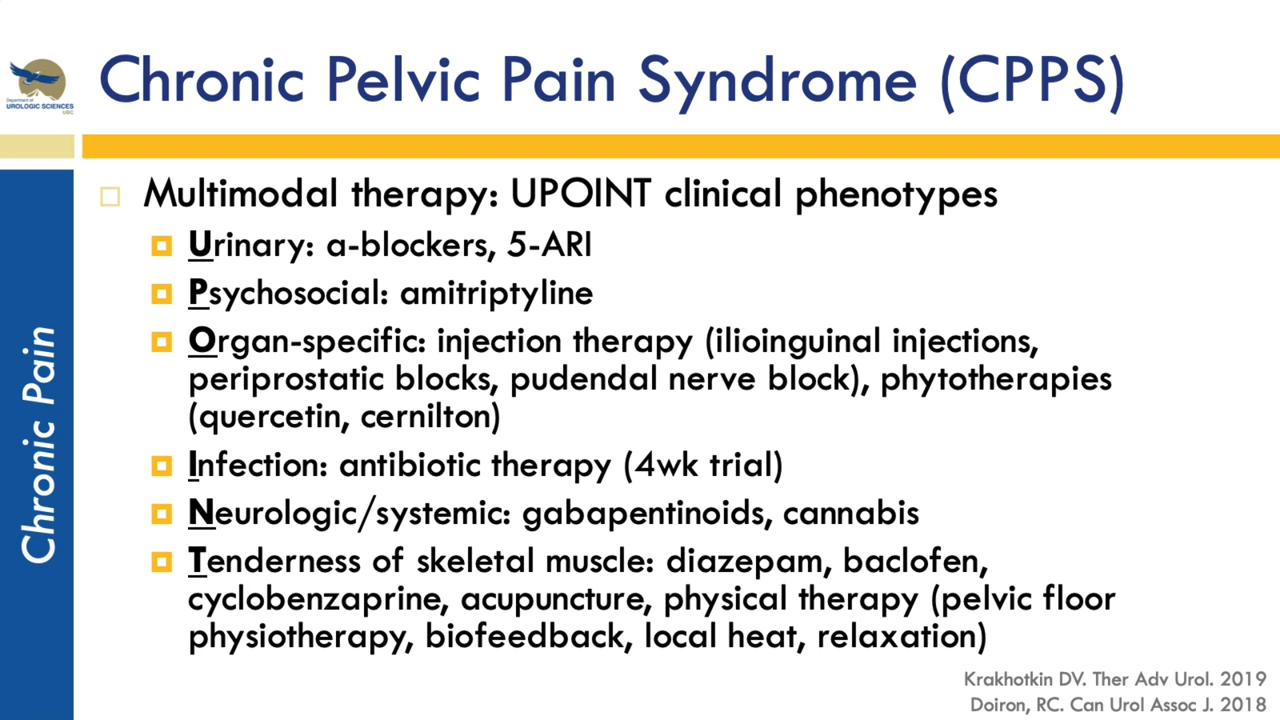 Department of
UROLOGIC SCIENCES
UBC
Chronic Pelvic Pain Syndrome (CPPS)
Chronic Pain
Multimodal therapy: UPOINT clinical phenotypes
Urinary: a-blockers, 5-ARI
Psychosocial: amitriptyline
Organ-specific: injection therapy (ilioinguinal injections,
periprostatic blocks, pudendal nerve block), phytotherapies
(quercetin, cernilton)
Infection: antibiotic therapy (4wk trial)
Neurologic/systemic: gabapentinoids, cannabis
Tenderness of skeletal muscle: diazepam, baclofen,
cyclobenzaprine, acupuncture, physical therapy (pelvic floor
physiotherapy, biofeedback, local heat, relaxation)
Krakhotkin DV. Ther Adv Urol. 2019
Doiron, RC. Can Urol Assoc J. 2018